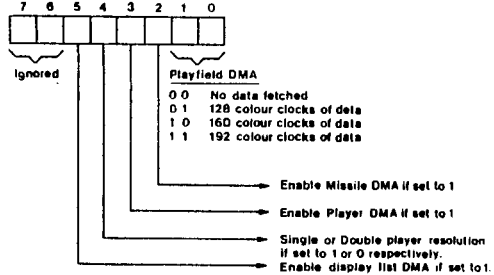 7 6 5 4 3 2 1 0
Ignored
Playfield DMA
0 0 No data fetched
0 1 128 colour clocks of data
1 0 160 colour clocks of data
1 1 192 colour clocks of data
Enable Missile DMA if set to 1
Enable Player DMA if set to 1
Single or Double player resolution
if set to 1 or 0 respectively.
Enable display list DMA if set to 1.